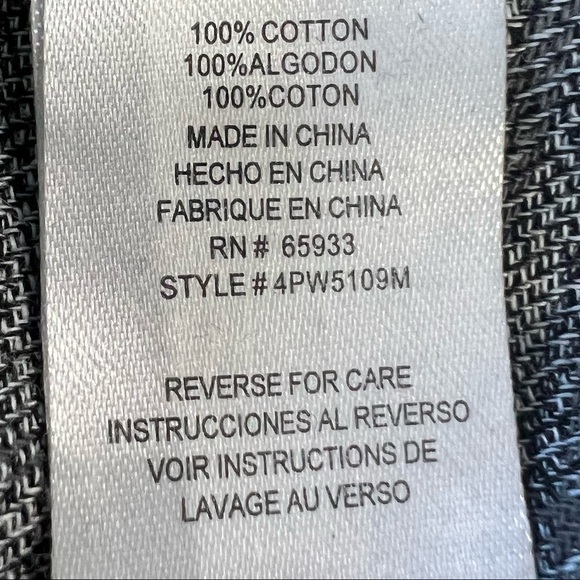 100% COTTON
100%ALGODON
100%COTON
MADE IN CHINA
HECHO EN CHINA
FABRIQUE EN CHINA
RN# 65933
STYLE# 4PW5109M
REVERSE FOR CARE
INSTRUCCIONES AL REVERSO
VOIR INSTRUCTIONS DE
LAVAGE AU VERSO